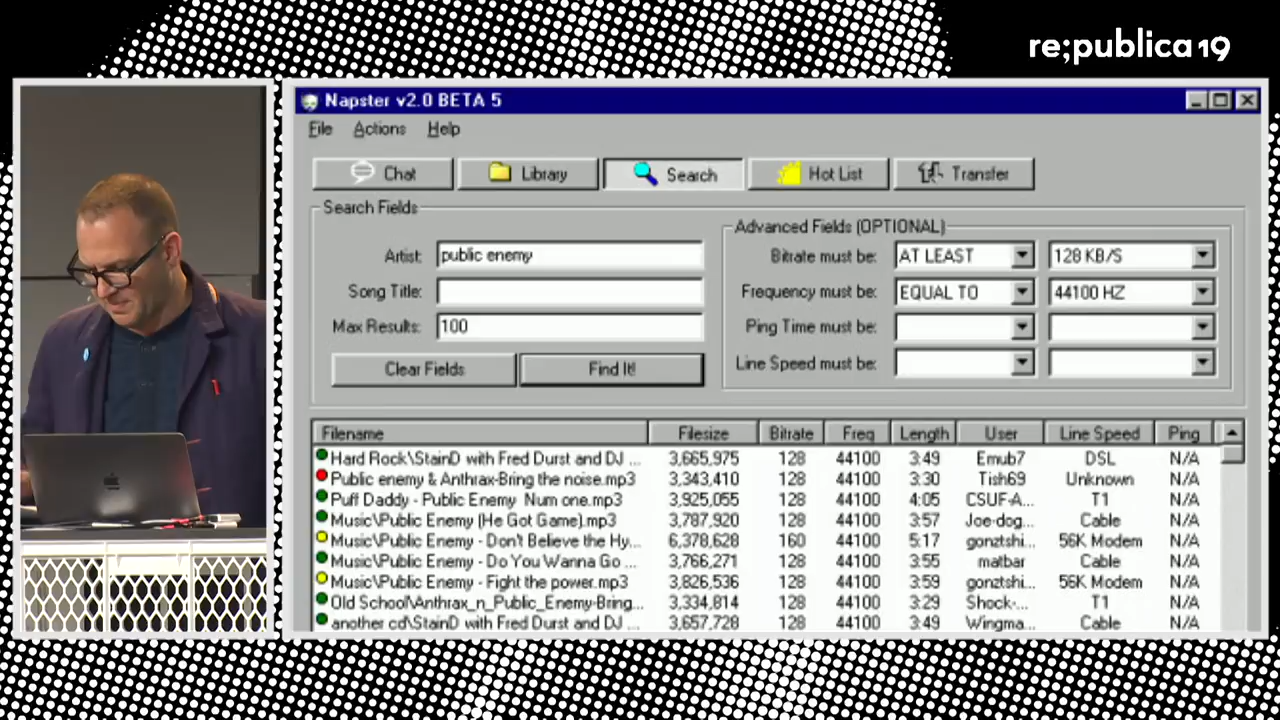 re;publica 19
Napster v2.0 BETA 5
File Actions Help
Chat Library Search Hot List Transfer
Search Fields
Advanced Fields (OPTIONAL)
Artist: public enemy
Bitrate must be: AT LEAST 128 KB/S
Song Title:
Frequency must be: EQUAL TO 44100 HZ
Max Results: 100
Ping Time must be:
Clear Fields Find It!
Line Speed must be:
Filename Filesize Bitrate Freq Length User Line Speed Ping
Hard Rock\StainD with Fred Durst and DJ ... 3,665,975 128 44100 3:49 Emub7 DSL N/A
Public enemy & Anthrax-Bring the noise.mp3 3,343,410 128 44100 3:30 Tish69 Unknown N/A
Puff Daddy - Public Enemy Num one.mp3 3,925,055 128 44100 4:05 CSUF-A... T1 N/A
Music\Public Enemy (He Got Game).mp3 3,787,920 128 44100 3:57 Joe-dog... Cable N/A
Music\Public Enemy - Don't Believe the Hy... 6,378,628 160 44100 5:17 gonztshi... 56K Modem N/A
Music\Public Enemy - Do You Wanna Go ... 3,766,271 128 44100 3:55 matbar Cable N/A
Music\Public Enemy - Fight the power.mp3 3,826,536 128 44100 3:59 gonztshi... 56K Modem N/A
Old School\Anthrax_n_Public_Enemy-Bring... 3,334,814 128 44100 3:29 Shock-... T1 N/A
another cd\StainD with Fred Durst and DJ ... 3,657,728 128 44100 3:49 Wingma... Cable N/A